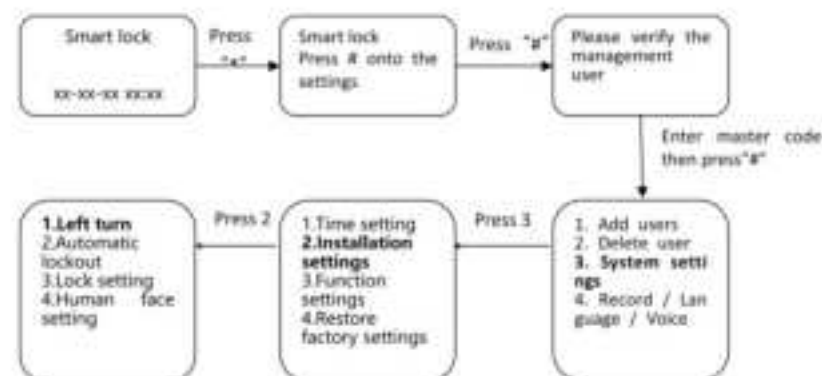 Smart lock
xx-xx-xx xx:xx
Press
"*"
Smart lock
Press # onto the
settings
Press "#"
Please verify the
management
user
Enter master code
then press"#"
1. Add users
2. Delete user
3. System setti
ngs
4. Record / Lan
guage / Voice
Press 3
1.Time setting
2.Installation
settings
3.Function
settings
4.Restore
factory settings
Press 2
1.Left turn
2.Automatic
lockout
3.Lock setting
4.Human face
setting